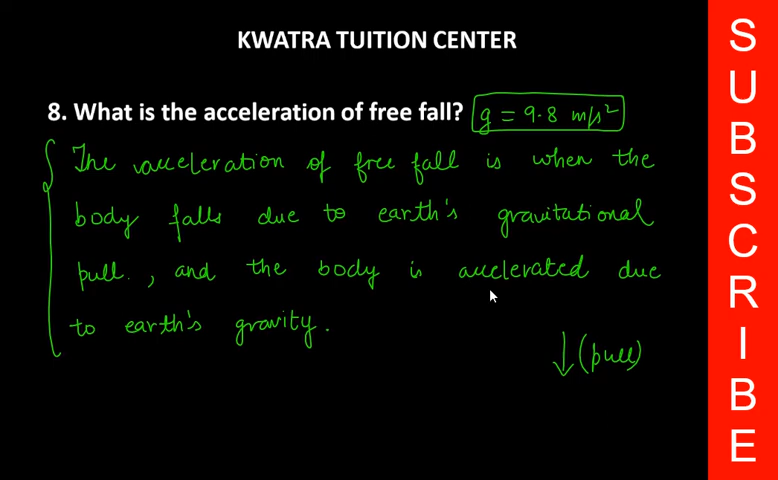 KWATRA TUITION CENTER
8. What is the acceleration of free fall? g = 9.8 m/s²
The acceleration of free fall is when the
body falls due to earth's gravitational
pull., and the body is accelerated due
to earth's gravity.
↓(pull)
SUBSCRIBE